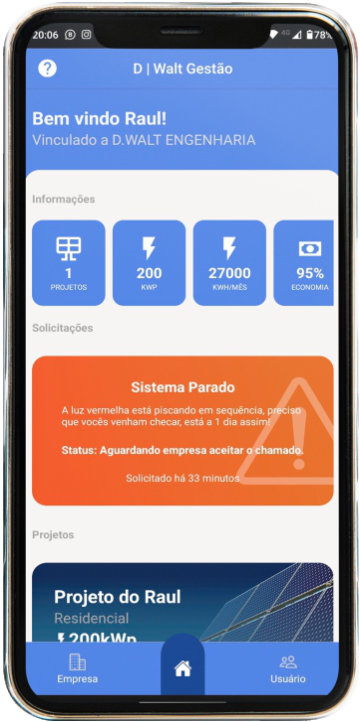 20:06
4G 78%
D | Walt Gestão
Bem vindo Raul!
Vinculado a D.WALT ENGENHARIA
Informações
1
PROJETOS
200
KWP
27000
KWH/MÊS
95%
ECONOMIA
Solicitações
Sistema Parado
A luz vermelha está piscando em sequência, preciso
que vocês venham checar, está a 1 dia assim!
Status: Aguardando empresa aceitar o chamado.
Solicitado há 33 minutos
Projetos
Projeto do Raul
Residencial
200kWp
Empresa
Usuário